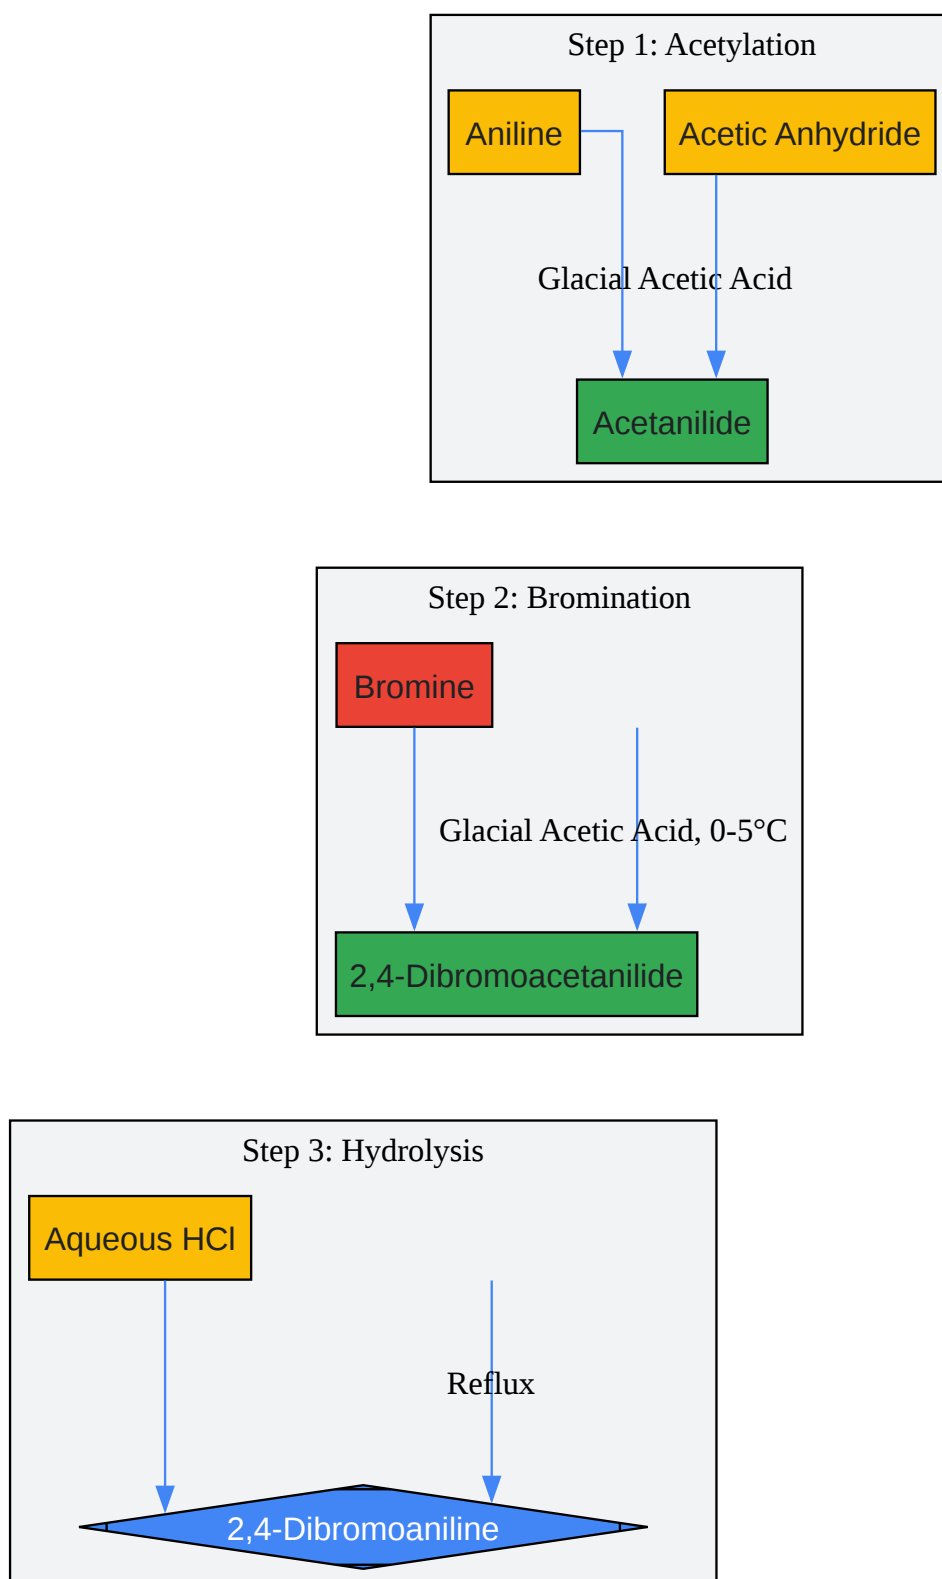 Step 1: Acetylation
Aniline
Acetic Anhydride
Glacial Acetic Acid
Acetanilide
Step 2: Bromination
Bromine
Glacial Acetic Acid, 0-5°C
2,4-Dibromoacetanilide
Step 3: Hydrolysis
Aqueous HCl
Reflux
2,4-Dibromoaniline